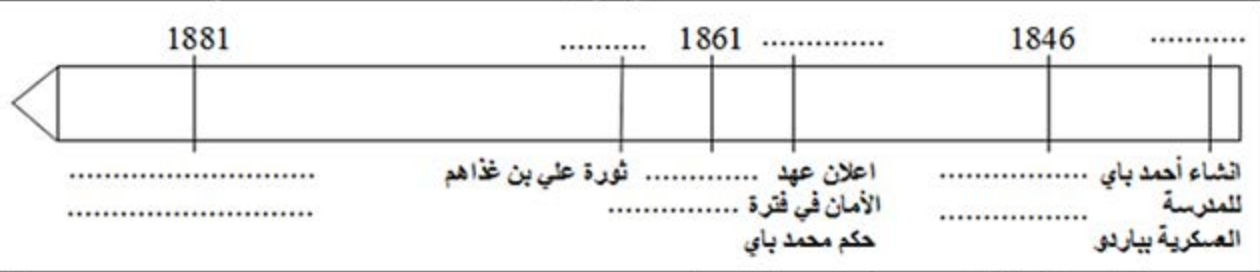 .......... 1846 ............. 1861 ......... 1881
انشاء أحمد باي ................ اعلان عهد ............ ثورة علي بن غذاهم ..........................
للمدرسة ................ الأمان في فترة .............. ..........................
العسكرية بباردو حكم محمد باي